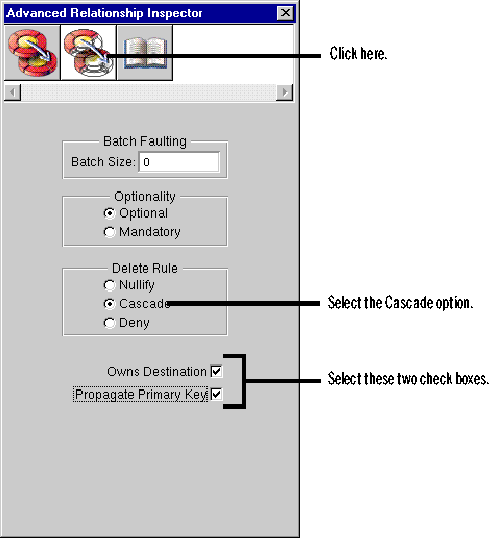 Advanced Relationship Inspector
Click here.
Batch Faulting
Batch Size: 0
Optionality
Optional
Mandatory
Delete Rule
Nullify
Cascade
Select the Cascade option.
Deny
Owns Destination
Select these two check boxes.
Propagate Primary Key